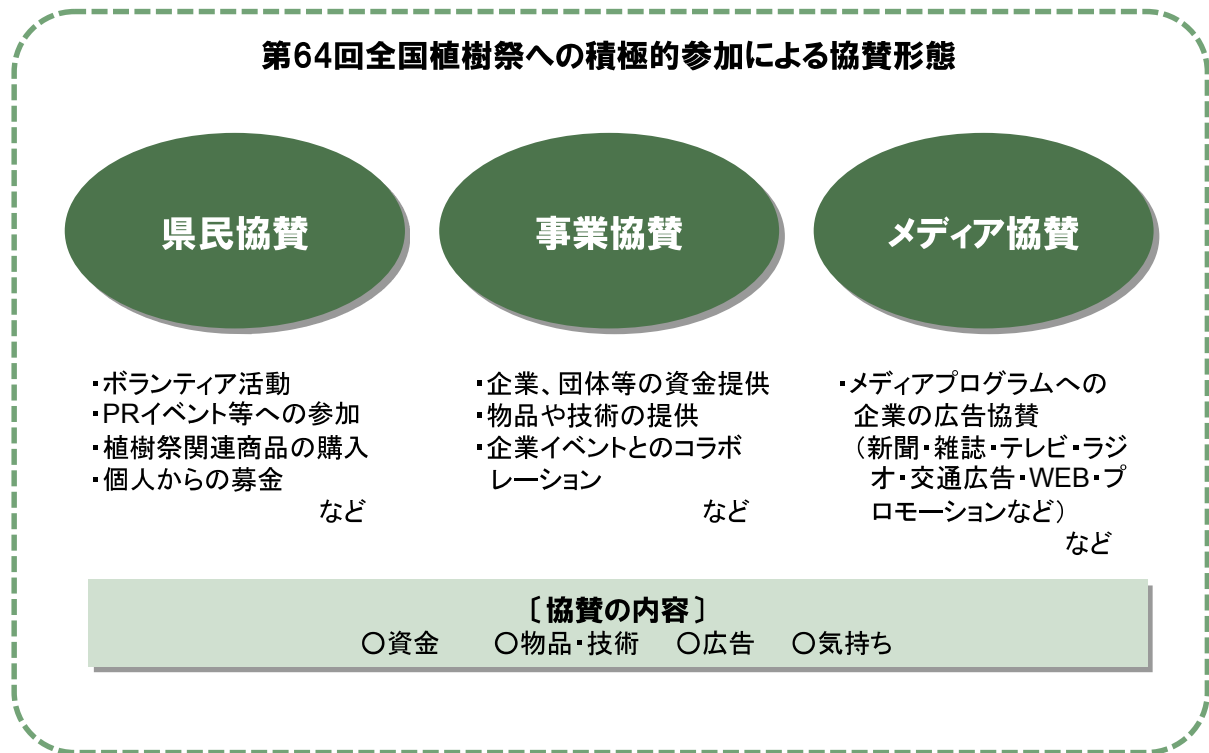 第64回全国植樹祭への積極的参加による協賛形態
県民協賛
・ボランティア活動
・PRイベント等への参加
・植樹祭関連商品の購入
・個人からの募金
など
事業協賛
・企業、団体等の資金提供
・物品や技術の提供
・企業イベントとのコラボ
レーション
など
メディア協賛
・メディアプログラムへの
企業の広告協賛
（新聞・雑誌・テレビ・ラジ
オ・交通広告・WEB・プ
ロモーションなど）
など
〔協賛の内容〕
○資金　○物品・技術　○広告　○気持ち